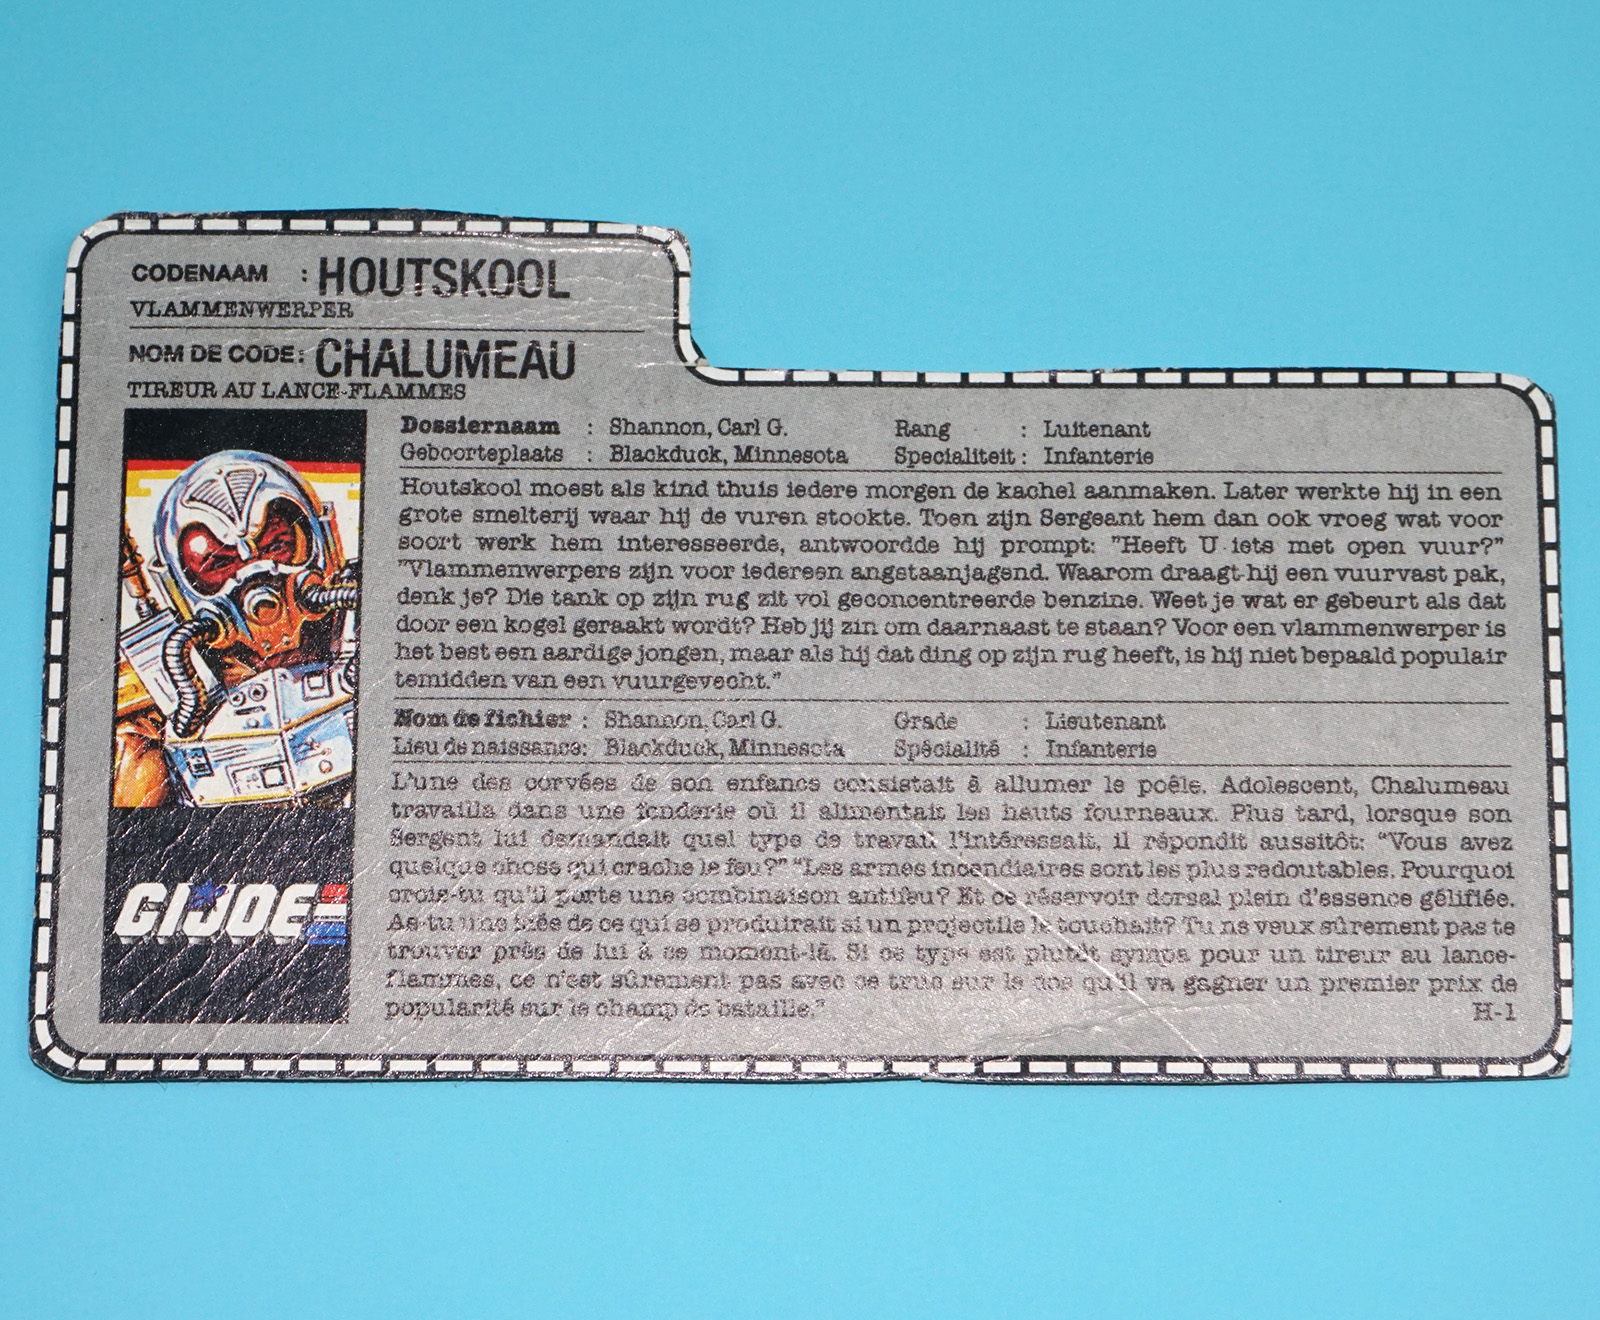 CODENAAM : HOUTSKOOL
VLAMMENWERPER
NOM DE CODE: CHALUMEAU
TIREUR AU LANCE-FLAMMES
Dossiernaam : Shannon, Carl G. Rang : Luitenant
Geboorteplaats : Blackduck, Minnesota Specialiteit : Infanterie
Houtskool moest als kind thuis iedere morgen de kachel aanmaken. Later werkte hij in een
grote smelterij waar hij de vuren stookte. Toen zijn Sergeant hem dan ook vroeg wat voor
soort werk hem interesseerde, antwoordde hij prompt: "Heeft U iets met open vuur?"
"Vlammenwerpers zijn voor iedereen angstaanjagend. Waarom draagt hij een vuurvast pak,
denk je? Die tank op zijn rug zit vol geconcentreerde benzine. Weet je wat er gebeurt als dat
door een kogel geraakt wordt? Heb jij zin om daarnaast te staan? Voor een vlammenwerper is
het best een aardige jongen, maar als hij dat ding op zijn rug heeft, is hij niet bepaald populair
temidden van een vuurgevecht."
Nom de fichier : Shannon, Carl G. Grade : Lieutenant
Lieu de naissance: Blackduck, Minnesota Spécialité : Infanterie
L'une des corvées de son enfance consistait à allumer le poêle. Adolescent, Chalumeau
travailla dans une fonderie où il alimentait les hauts fourneaux. Plus tard, lorsque son
Sergent lui demandait quel type de travail l'intéressait, il répondit aussitôt: "Vous avez
quelque chose qui crache le feu?" "Les armes incendiaires sont les plus redoutables. Pourquoi
crois-tu qu'il porte une combinaison antifeu? Et ce réservoir dorsal plein d'essence gélifiée.
As-tu une idée de ce qui se produirait si un projectile le touchait? Tu ne veux sûrement pas te
trouver près de lui à ce moment-là. Si ce type est plutôt sympa pour un tireur au lance-
flammes, ce n'est sûrement pas avec ce truc sur le dos qu'il va gagner un premier prix de
popularité sur le champ de bataille."
H-1
GI JOE